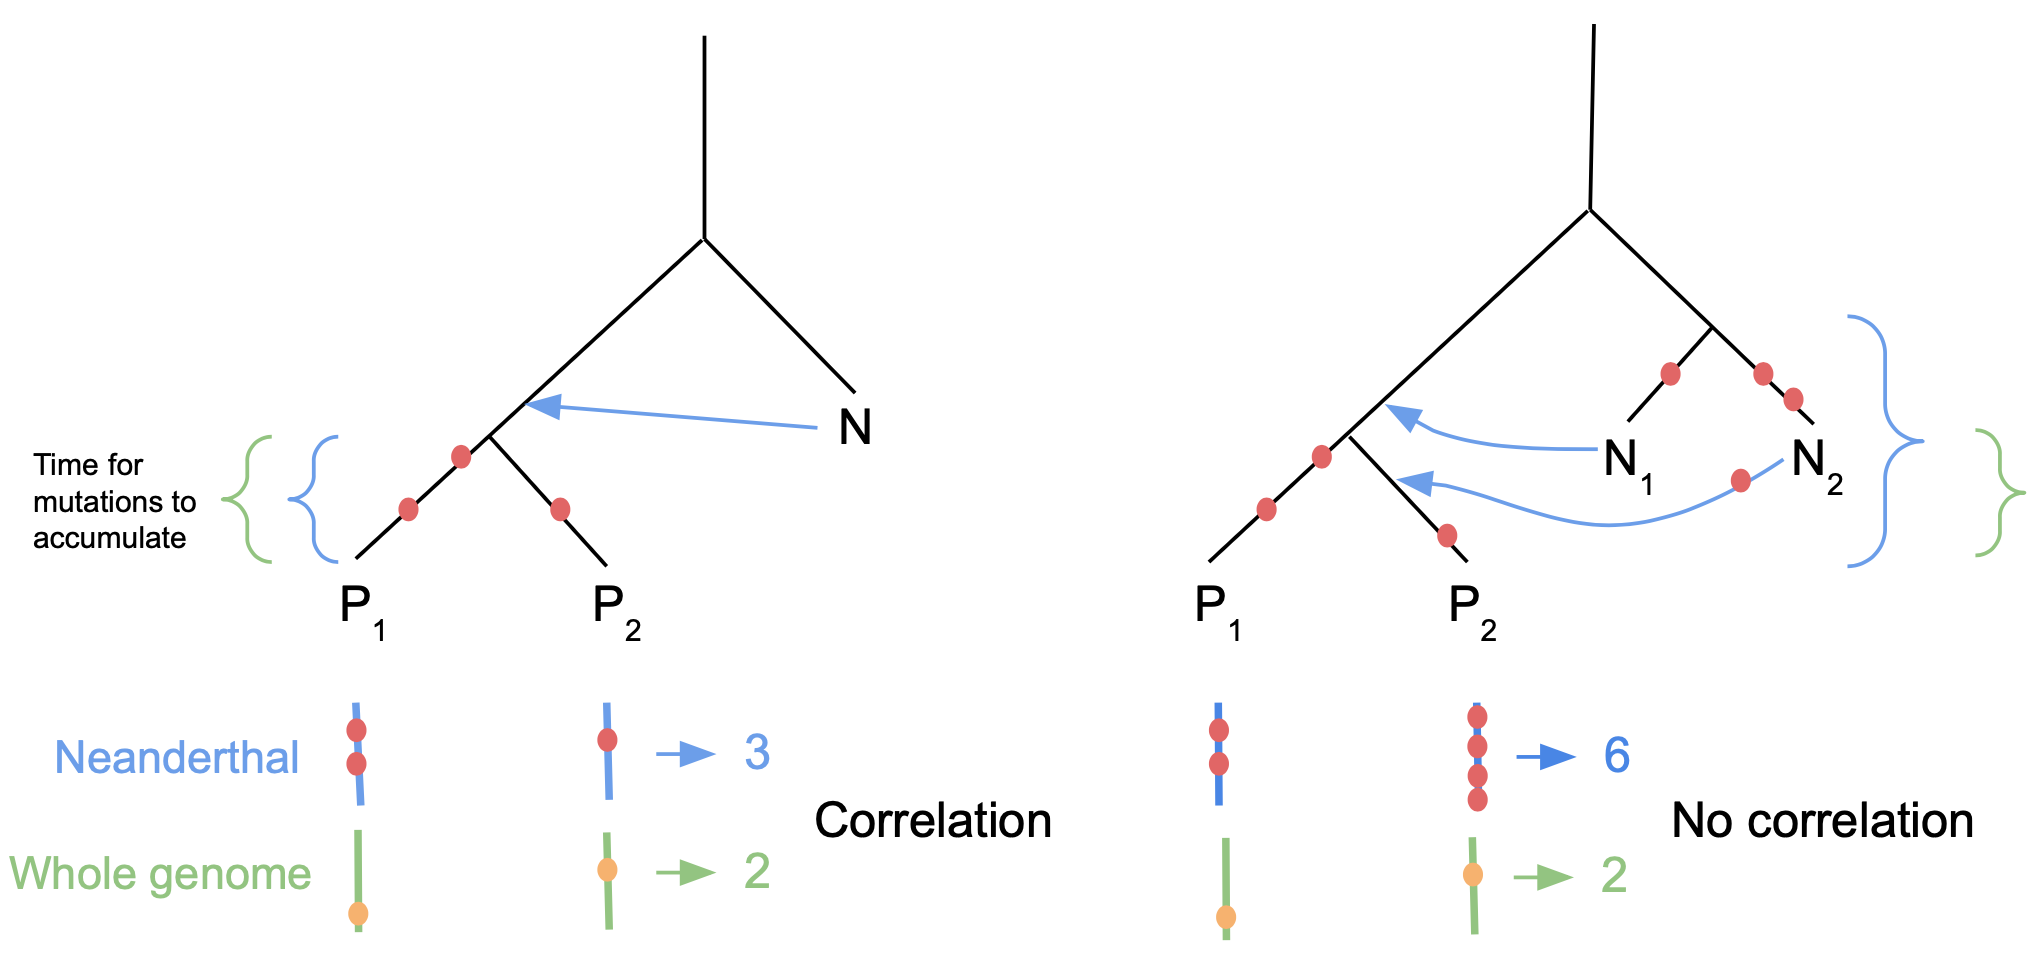 N
N1
N2
Time for
mutations to
accumulate
P1
P2
P1
P2
Neanderthal
3
6
Correlation
No correlation
Whole genome
2
2